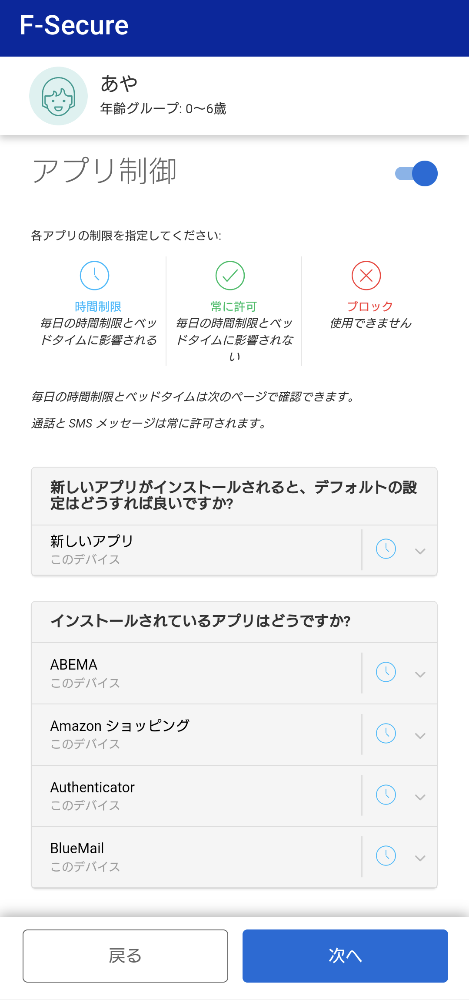 F-Secure
あや
年齢グループ: 0〜6歳
アプリ制御
各アプリの制限を指定してください:
時間制限
毎日の時間制限とベッ
ドタイムに影響される
常に許可
毎日の時間制限とベッ
ドタイムに影響されな
い
ブロック
使用できません
毎日の時間制限とベッドタイムは次のページで確認できます。
通話と SMS メッセージは常に許可されます。
新しいアプリがインストールされると、デフォルトの設
定はどうすれば良いですか?
新しいアプリ
このデバイス
インストールされているアプリはどうですか?
ABEMA
このデバイス
Amazon ショッピング
このデバイス
Authenticator
このデバイス
BlueMail
このデバイス
戻る
次へ